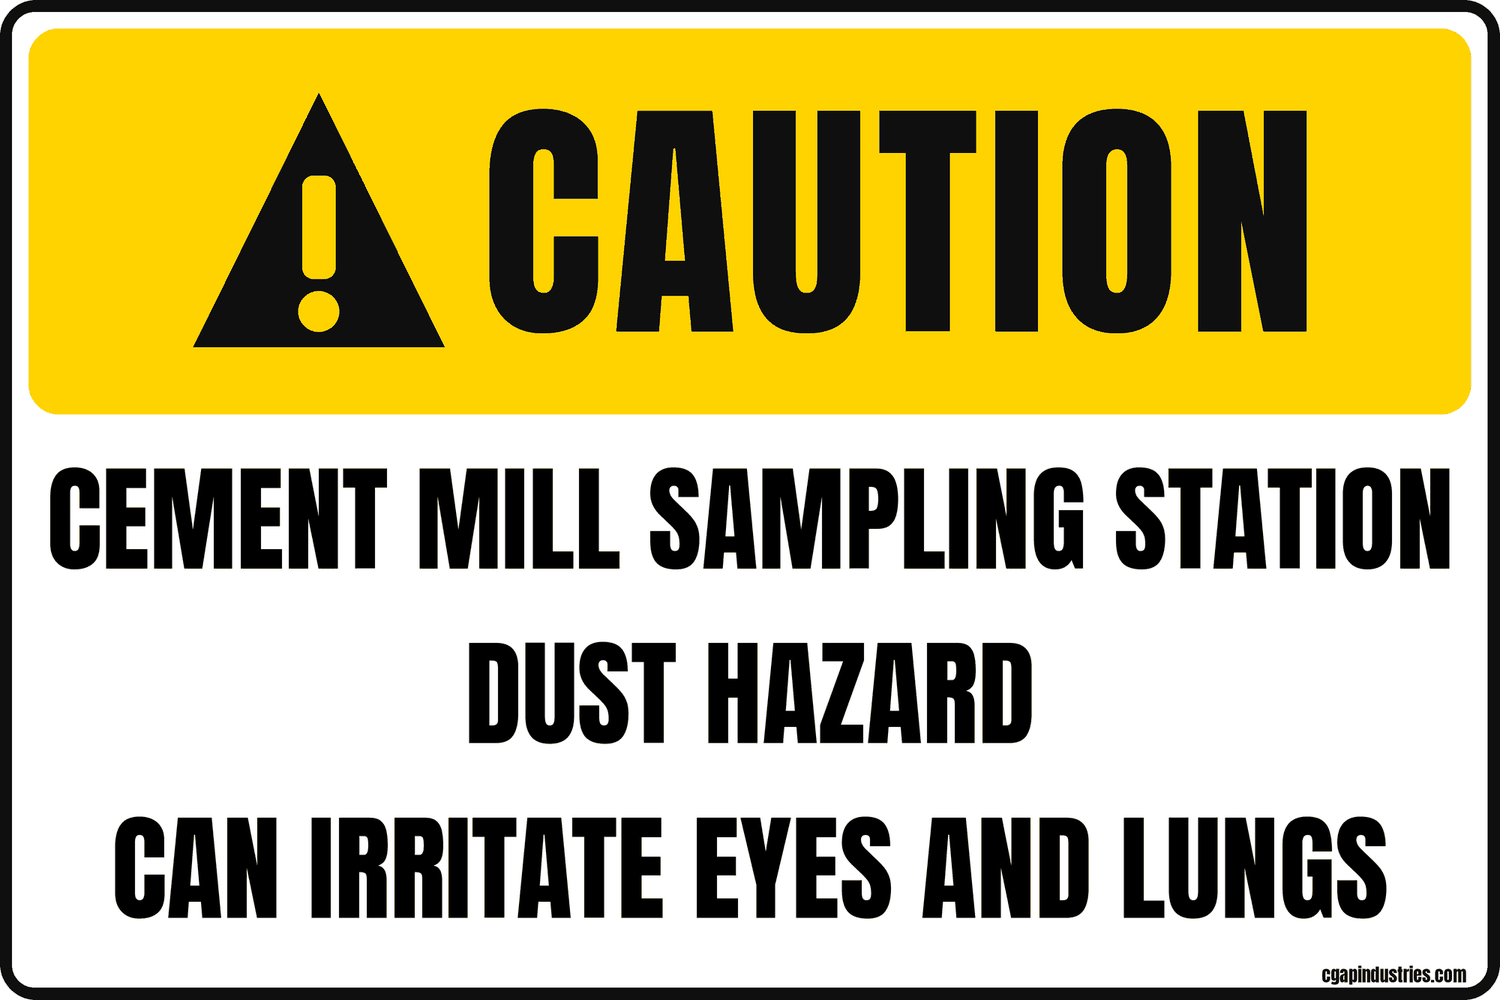 CAUTION
CEMENT MILL SAMPLING STATION
DUST HAZARD
CAN IRRITATE EYES AND LUNGS
cgapindustries.com